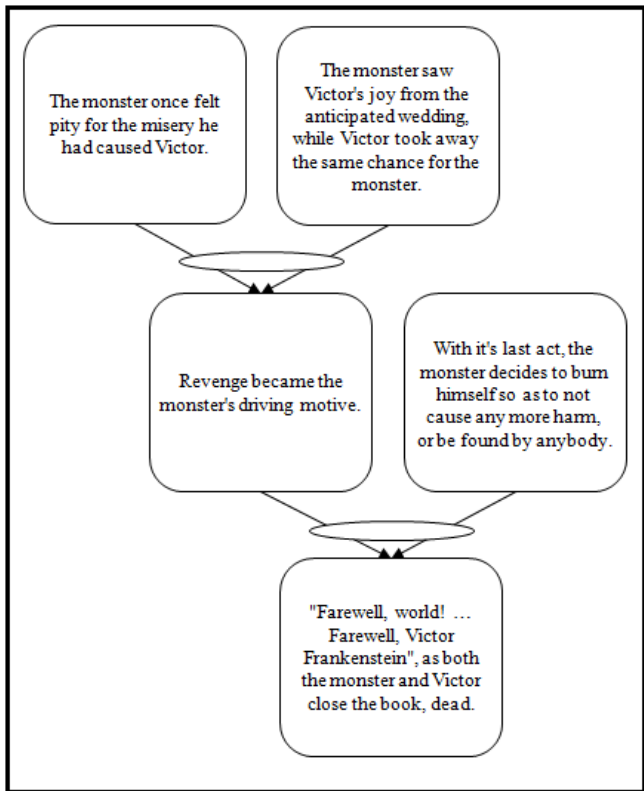 The monster once felt
pity for the misery he
had caused Victor.
The monster saw
Victor's joy from the
anticipated wedding,
while Victor took away
the same chance for the
monster.
Revenge became the
monster's driving motive.
With it's last act, the
monster decides to burn
himself so as to not
cause any more harm,
or be found by anybody.
"Farewell, world! ...
Farewell, Victor
Frankenstein", as both
the monster and Victor
close the book, dead.